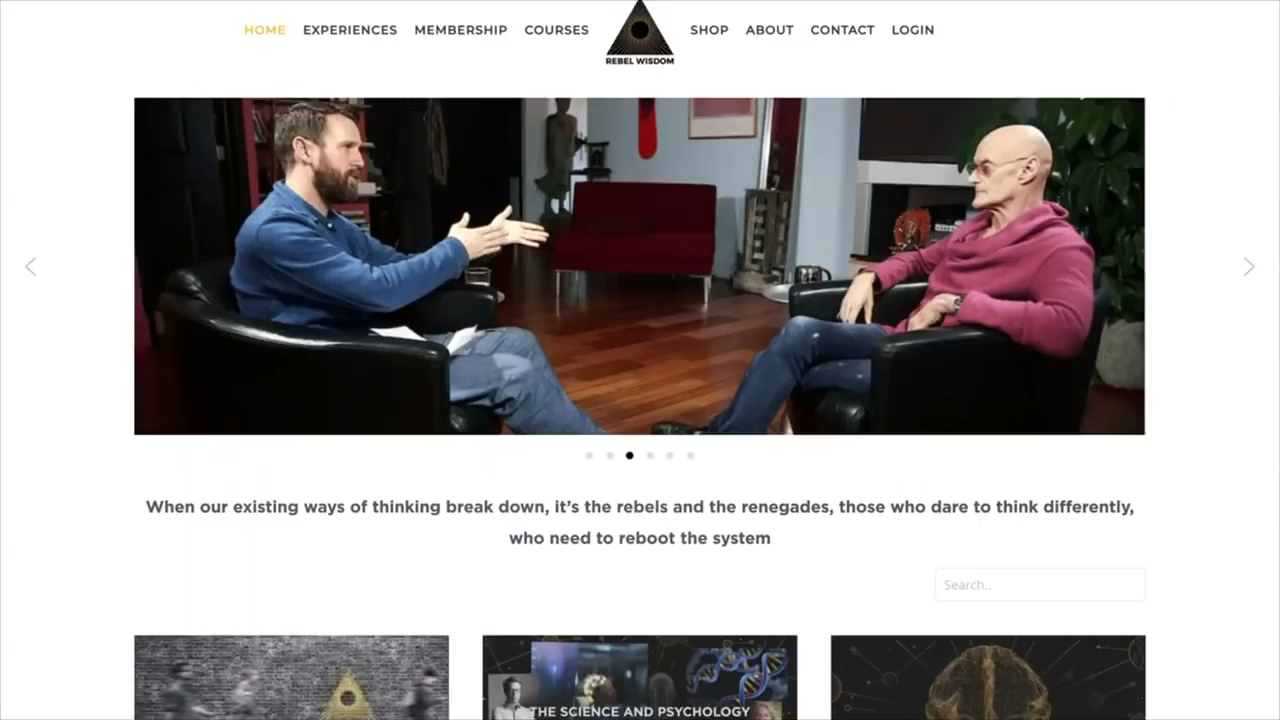 HOME EXPERIENCES MEMBERSHIP COURSES SHOP ABOUT CONTACT LOGIN
REBEL WISDOM
When our existing ways of thinking break down, it’s the rebels and the renegades, those who dare to think differently,
who need to reboot the system
Search..
THE SCIENCE AND PSYCHOLOGY